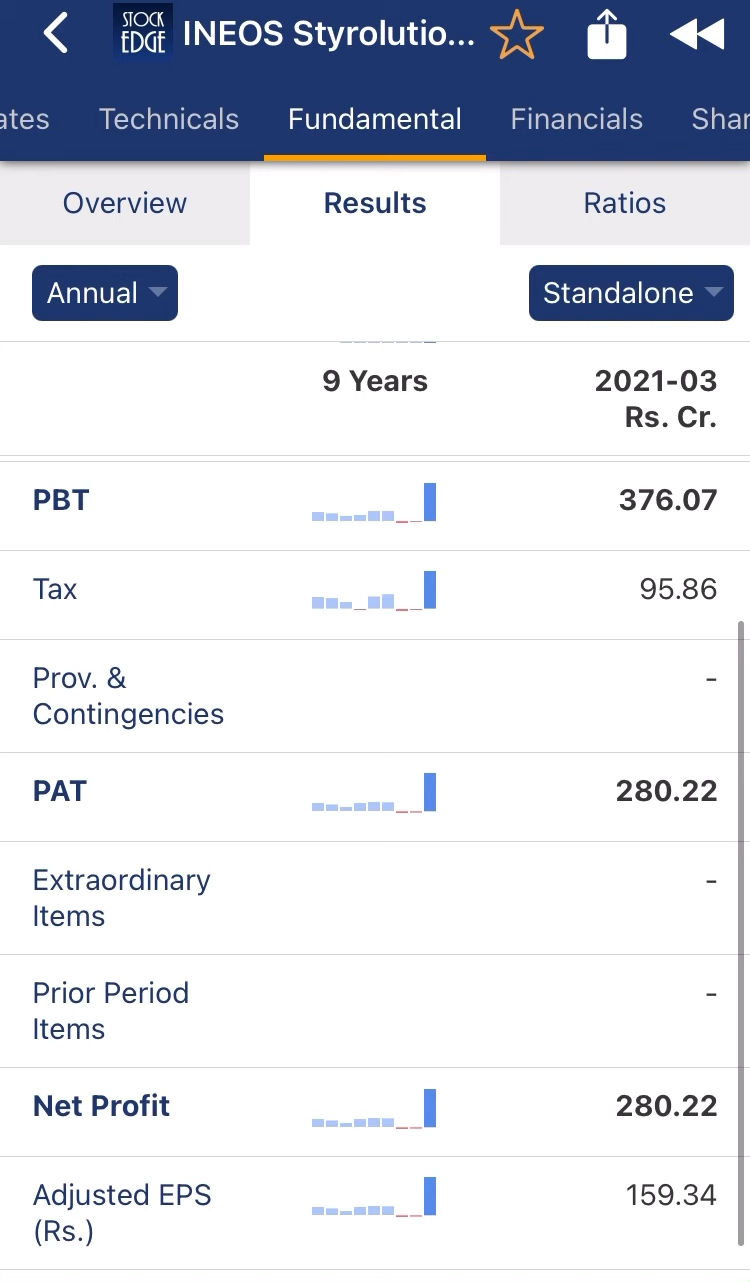 STOCK
EDGE
INEOS Styrolutio...
ates Technicals Fundamental Financials Shar
Overview Results Ratios
Annual Standalone
9 Years 2021-03
Rs. Cr.
PBT 376.07
Tax 95.86
Prov. & -
Contingencies
PAT 280.22
Extraordinary -
Items
Prior Period -
Items
Net Profit 280.22
Adjusted EPS 159.34
(Rs.)